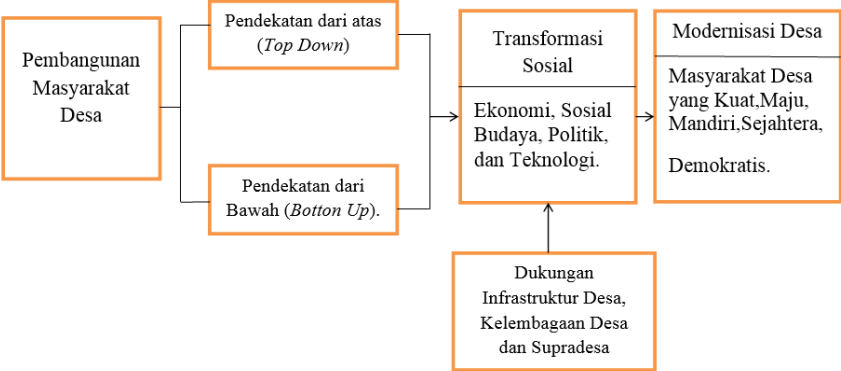 Pembangunan
Masyarakat
Desa
Pendekatan dari atas
(Top Down)
Pendekatan dari
Bawah (Botton Up).
Transformasi
Sosial
Ekonomi, Sosial
Budaya, Politik,
dan Teknologi.
Modernisasi Desa
Masyarakat Desa
yang Kuat,Maju,
Mandiri,Sejahtera,
Demokratis.
Dukungan
Infrastruktur Desa,
Kelembagaan Desa
dan Supradesa